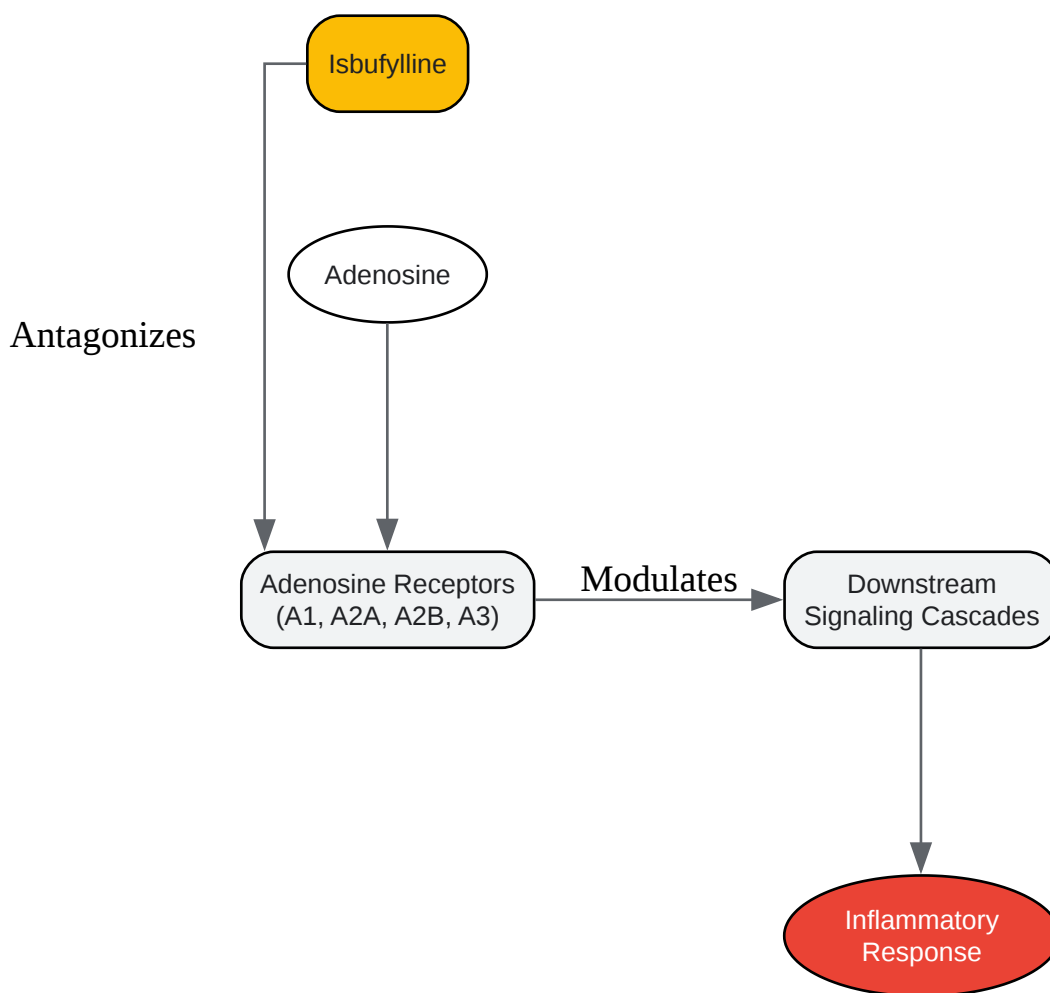 Isbufylline
Adenosine
Antagonizes
Adenosine Receptors
(A1, A2A, A2B, A3)
Modulates
Downstream
Signaling Cascades
Inflammatory
Response